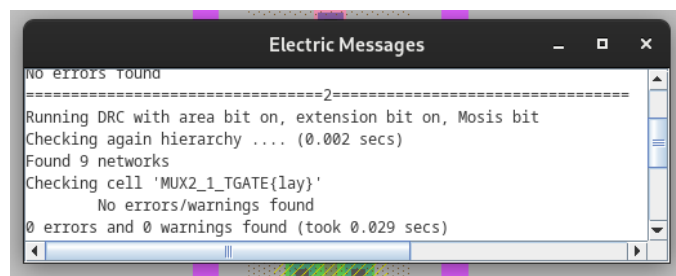 Electric Messages
No errors found
=================================2=================================
Running DRC with area bit on, extension bit on, Mosis bit
Checking again hierarchy .... (0.002 secs)
Found 9 networks
Checking cell 'MUX2_1_TGATE{lay}'
No errors/warnings found
0 errors and 0 warnings found (took 0.029 secs)